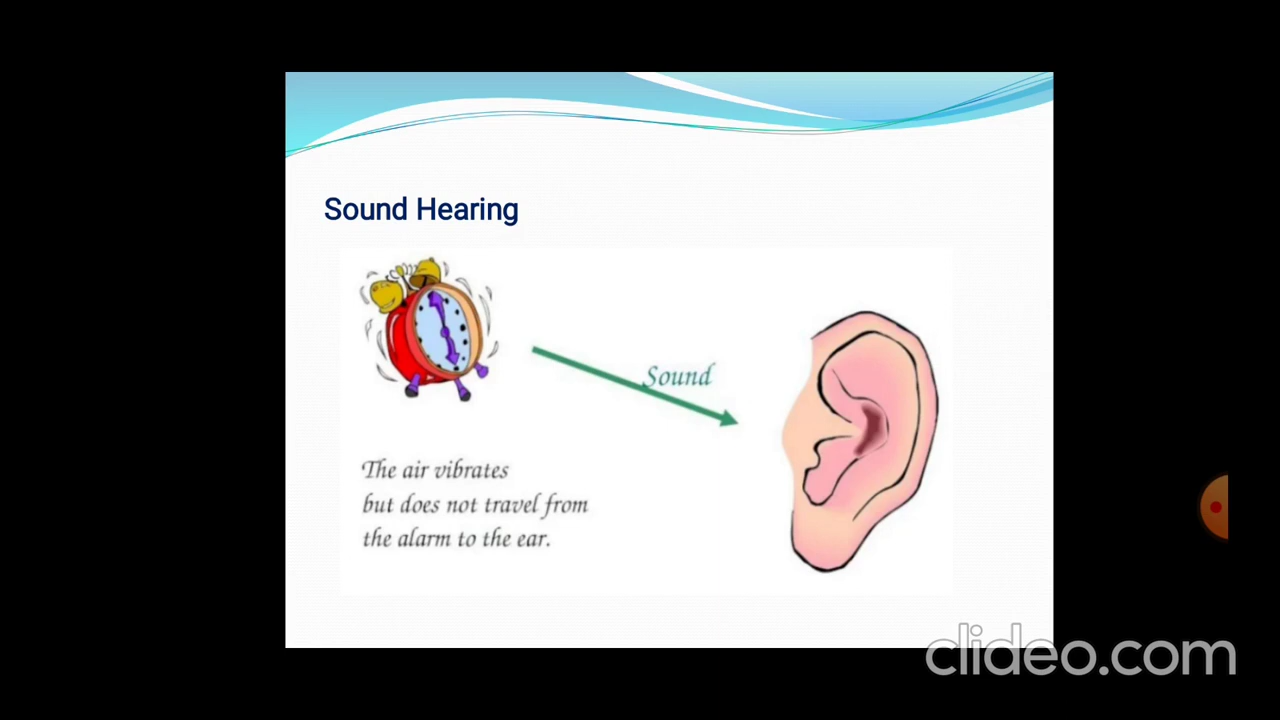 Sound Hearing
Sound
The air vibrates
but does not travel from
the alarm to the ear.
clideo.com